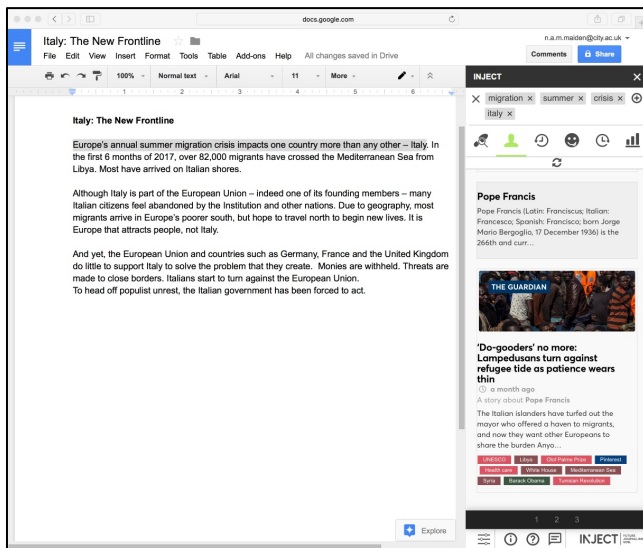 docs.google.com
Italy: The New Frontline
n.a.m.maiden@city.ac.uk
File Edit View Insert Format Tools Table Add-ons Help All changes saved in Drive
Comments Share
100% Normal text Arial 11 More
1 2 3 4 5 6
Italy: The New Frontline
Europe's annual summer migration crisis impacts one country more than any other – Italy. In
the first 6 months of 2017, over 82,000 migrants have crossed the Mediterranean Sea from
Libya. Most have arrived on Italian shores.
Although Italy is part of the European Union – indeed one of its founding members – many
Italian citizens feel abandoned by the Institution and other nations. Due to geography, most
migrants arrive in Europe's poorer south, but hope to travel north to begin new lives. It is
Europe that attracts people, not Italy.
And yet, the European Union and countries such as Germany, France and the United Kingdom
do little to support Italy to solve the problem that they create. Monies are withheld. Threats are
made to close borders. Italians start to turn against the European Union.
To head off populist unrest, the Italian government has been forced to act.
Explore
INJECT
migration summer crisis
italy
Pope Francis
Pope Francis (Latin: Franciscus; Italian:
Francesco; Spanish: Francisco; born Jorge
Mario Bergoglio, 17 December 1936) is the
266th and curr...
THE GUARDIAN
'Do-gooders' no more:
Lampedusans turn against
refugee tide as patience wears
thin
a month ago
A story about Pope Francis
The Italian islanders have turfed out the
mayor who offered a haven to migrants,
and now they want other Europeans to
share the burden Anyo...
UNESCO Libya Olof Palme Prize Pinterest
Health care White House Mediterranean Sea
Syria Barack Obama Tunisian Revolution
1 2 3
INJECT